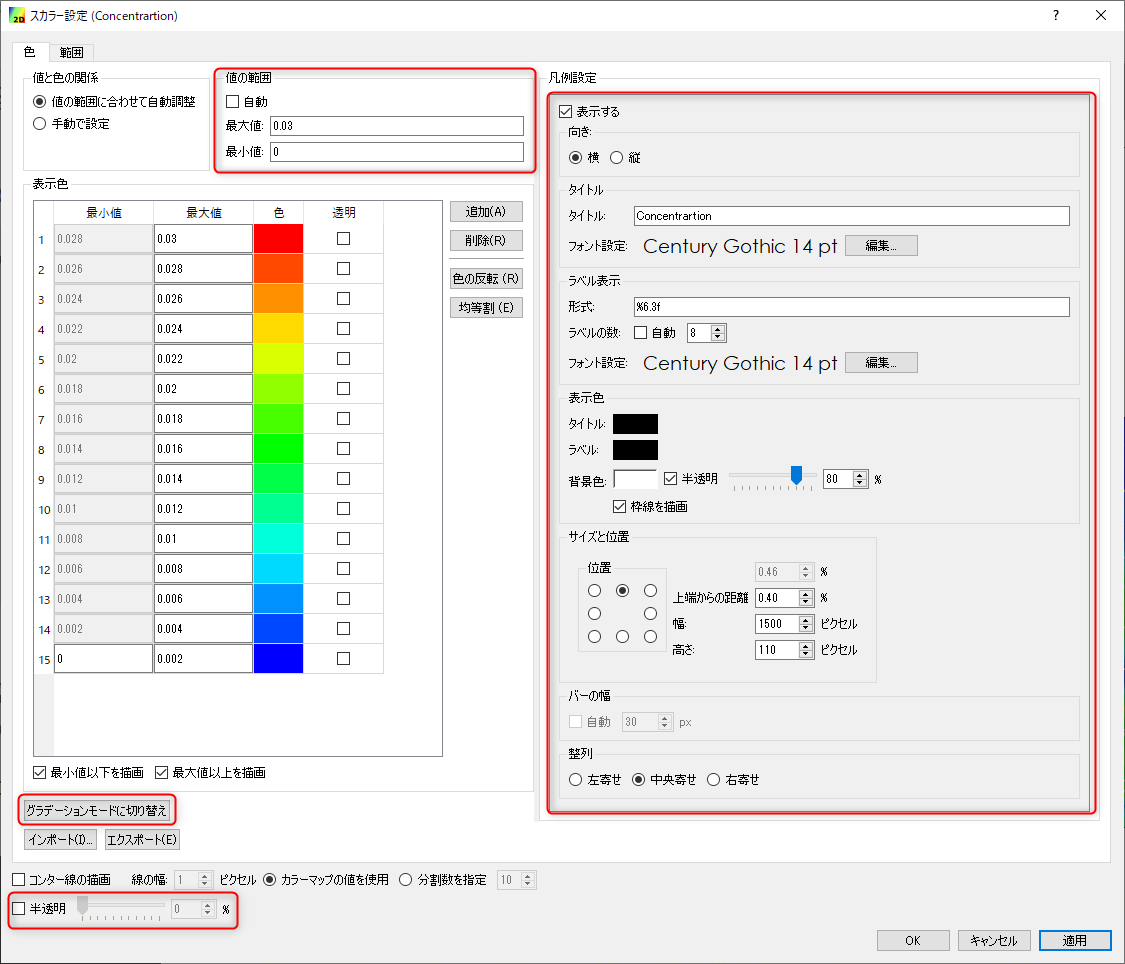 スカラー設定 (Concentrartion)
?
色 範囲
値と色の関係
値の範囲に合わせて自動調整
手動で設定
値の範囲
自動
最大値: 0.03
最小値: 0
表示色
最小値 最大値 色 透明
1 0.028 0.03
2 0.026 0.028
3 0.024 0.026
4 0.022 0.024
5 0.02 0.022
6 0.018 0.02
7 0.016 0.018
8 0.014 0.016
9 0.012 0.014
10 0.01 0.012
11 0.008 0.01
12 0.006 0.008
13 0.004 0.006
14 0.002 0.004
15 0 0.002
追加(A)
削除(R)
色の反転 (R)
均等割 (E)
最小値以下を描画 最大値以上を描画
グラデーションモードに切り替え
インポート(I)... エクスポート(E)
凡例設定
表示する
向き:
横 縦
タイトル
タイトル: Concentrartion
フォント設定: Century Gothic 14 pt 編集...
ラベル表示
形式: %6.3f
ラベルの数: 自動 8
フォント設定: Century Gothic 14 pt 編集...
表示色
タイトル:
ラベル:
背景色: 半透明 80 %
枠線を描画
サイズと位置
位置
0.46 %
上端からの距離 0.40 %
幅: 1500 ピクセル
高さ: 110 ピクセル
バーの幅
自動 30 px
整列
左寄せ 中央寄せ 右寄せ
コンター線の描画 線の幅: 1 ピクセル カラーマップの値を使用 分割数を指定 10
半透明 0 %
OK キャンセル 適用